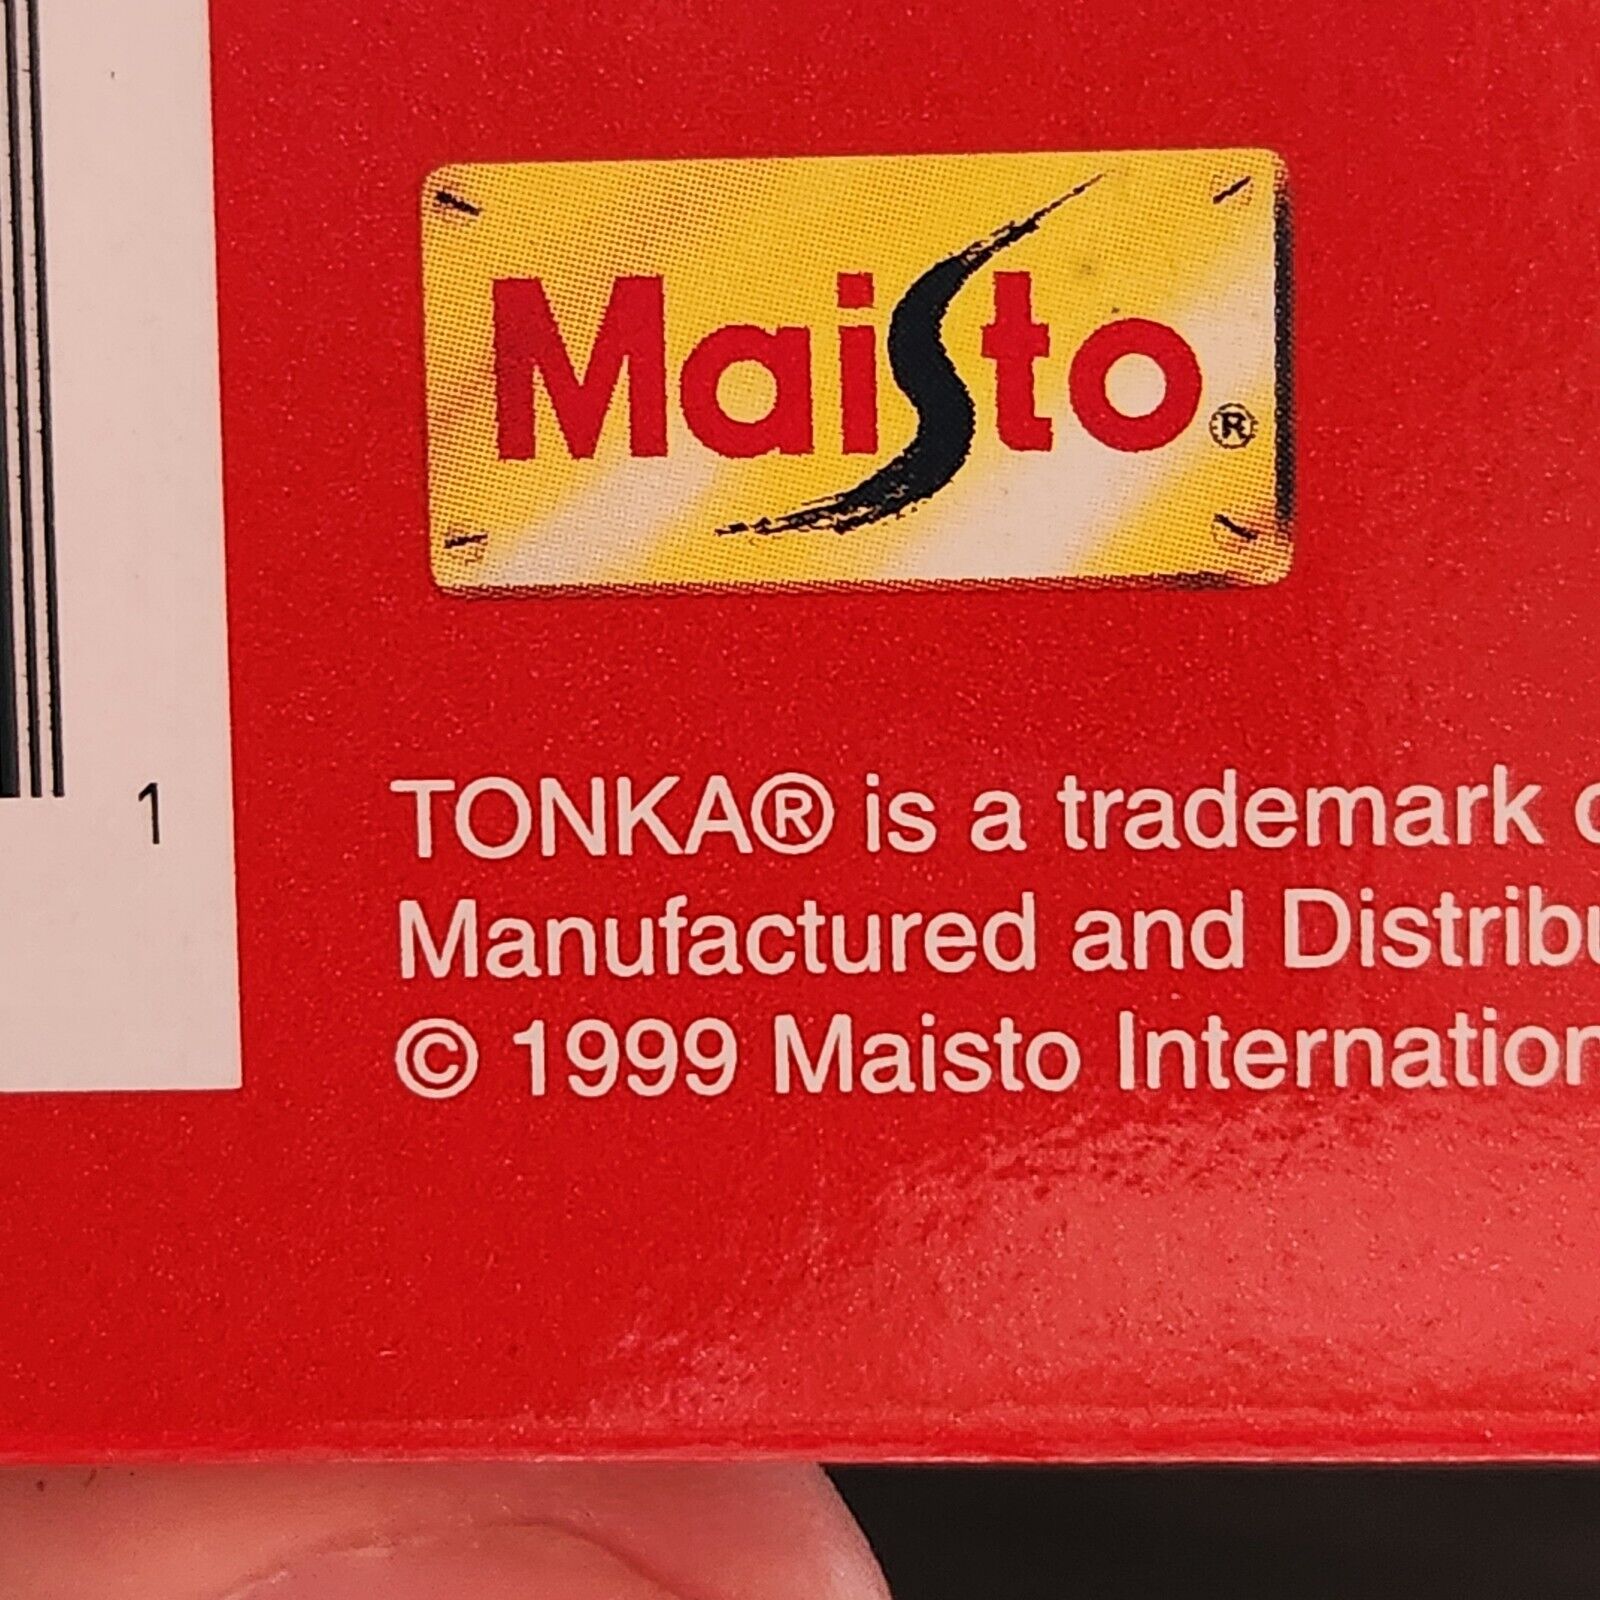 Maisto®
1
TONKA® is a trademark
Manufactured and
© 1999 Maisto